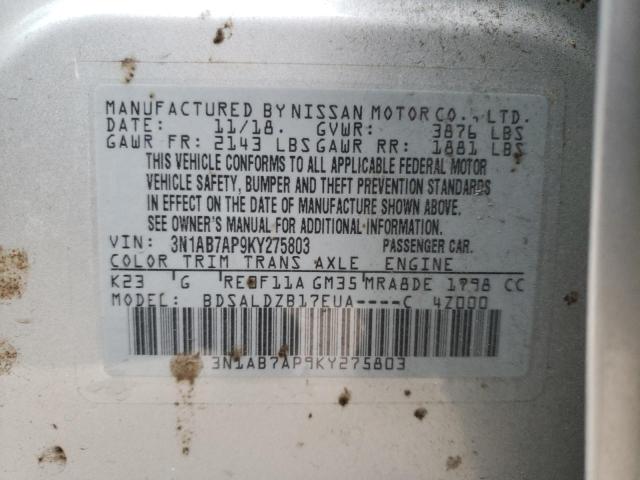 MANUFACTURED BY NISSAN MOTOR CO., LTD.
DATE: 11/18. GVWR: 3876 LBS
GAWR FR: 2143 LBS GAWR RR: 1881 LBS
THIS VEHICLE CONFORMS TO ALL APPLICABLE FEDERAL MOTOR
VEHICLE SAFETY, BUMPER AND THEFT PREVENTION STANDARDS
IN EFFECT ON THE DATE OF MANUFACTURE SHOWN ABOVE.
SEE OWNER'S MANUAL FOR ADDITIONAL INFORMATION.
VIN: 3N1AB7AP9KY275803 PASSENGER CAR.
COLOR TRIM TRANS AXLE ENGINE
K23 G RE0F11A GM35 MRA8DE 1798 CC
MODEL: BDSALDZB17EUA----C 4Z000
3N1AB7AP9KY275803